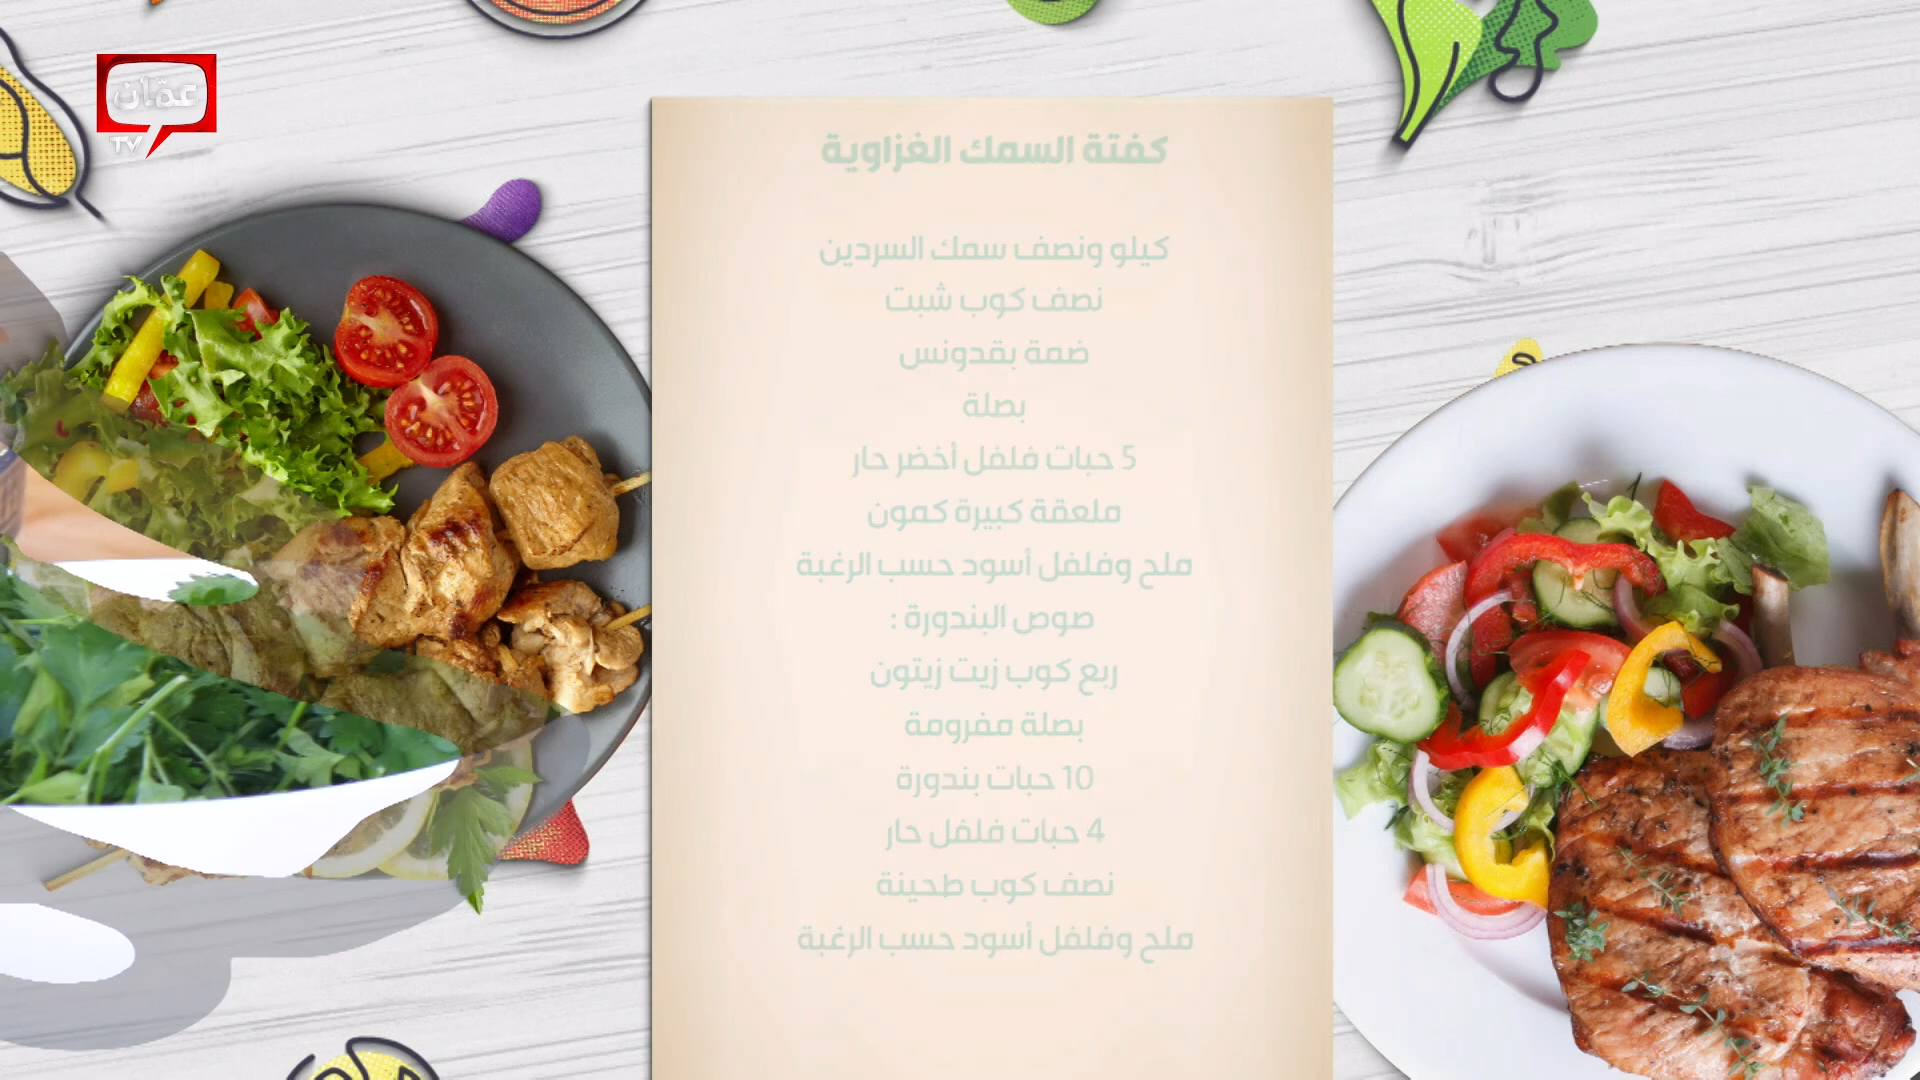 عمّان
TV
كفتة السمك الغزاوية
كيلو ونصف سمك السردين
نصف كوب شبت
ضمة بقدونس
بصلة
5 حبات فلفل أخضر حار
ملعقة كبيرة كمون
ملح وفلفل أسود حسب الرغبة
صوص البندورة :
ربع كوب زيت زيتون
بصلة مفرومة
10 حبات بندورة
4 حبات فلفل حار
نصف كوب طحينة
ملح وفلفل أسود حسب الرغبة